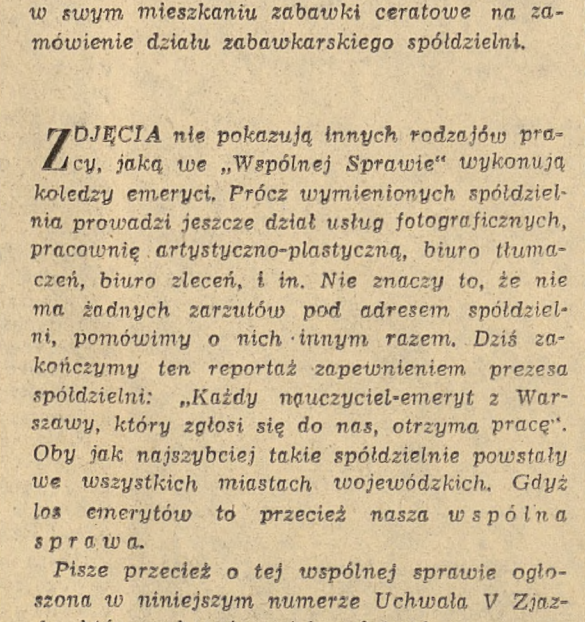 w swym mieszkaniu zabawki ceratowe na za-
mówienie działu zabawkarskiego spółdzielni.
ZDJĘCIA nie pokazują innych rodzajów pra-
cy, jaką we „Wspólnej Sprawie" wykonują
koledzy emeryci. Prócz wymienionych spółdziel-
nia prowadzi jeszcze dział usług fotograficznych,
pracownię artystyczno-plastyczną, biuro tłuma-
czeń, biuro zleceń, i in. Nie znaczy to, że nie
ma żadnych zarzutów pod adresem spółdziel-
ni, pomówimy o nich innym razem. Dziś za-
kończymy ten reportaż zapewnieniem prezesa
spółdzielni: „Każdy nauczyciel-emeryt z War-
szawy, który zgłosi się do nas, otrzyma pracę".
Oby jak najszybciej takie spółdzielnie powstały
we wszystkich miastach wojewódzkich. Gdyż
los emerytów to przecież nasza wspólna
sprawa.
Pisze przecież o tej wspólnej sprawie ogło-
szona w niniejszym numerze Uchwała V Zjaz-